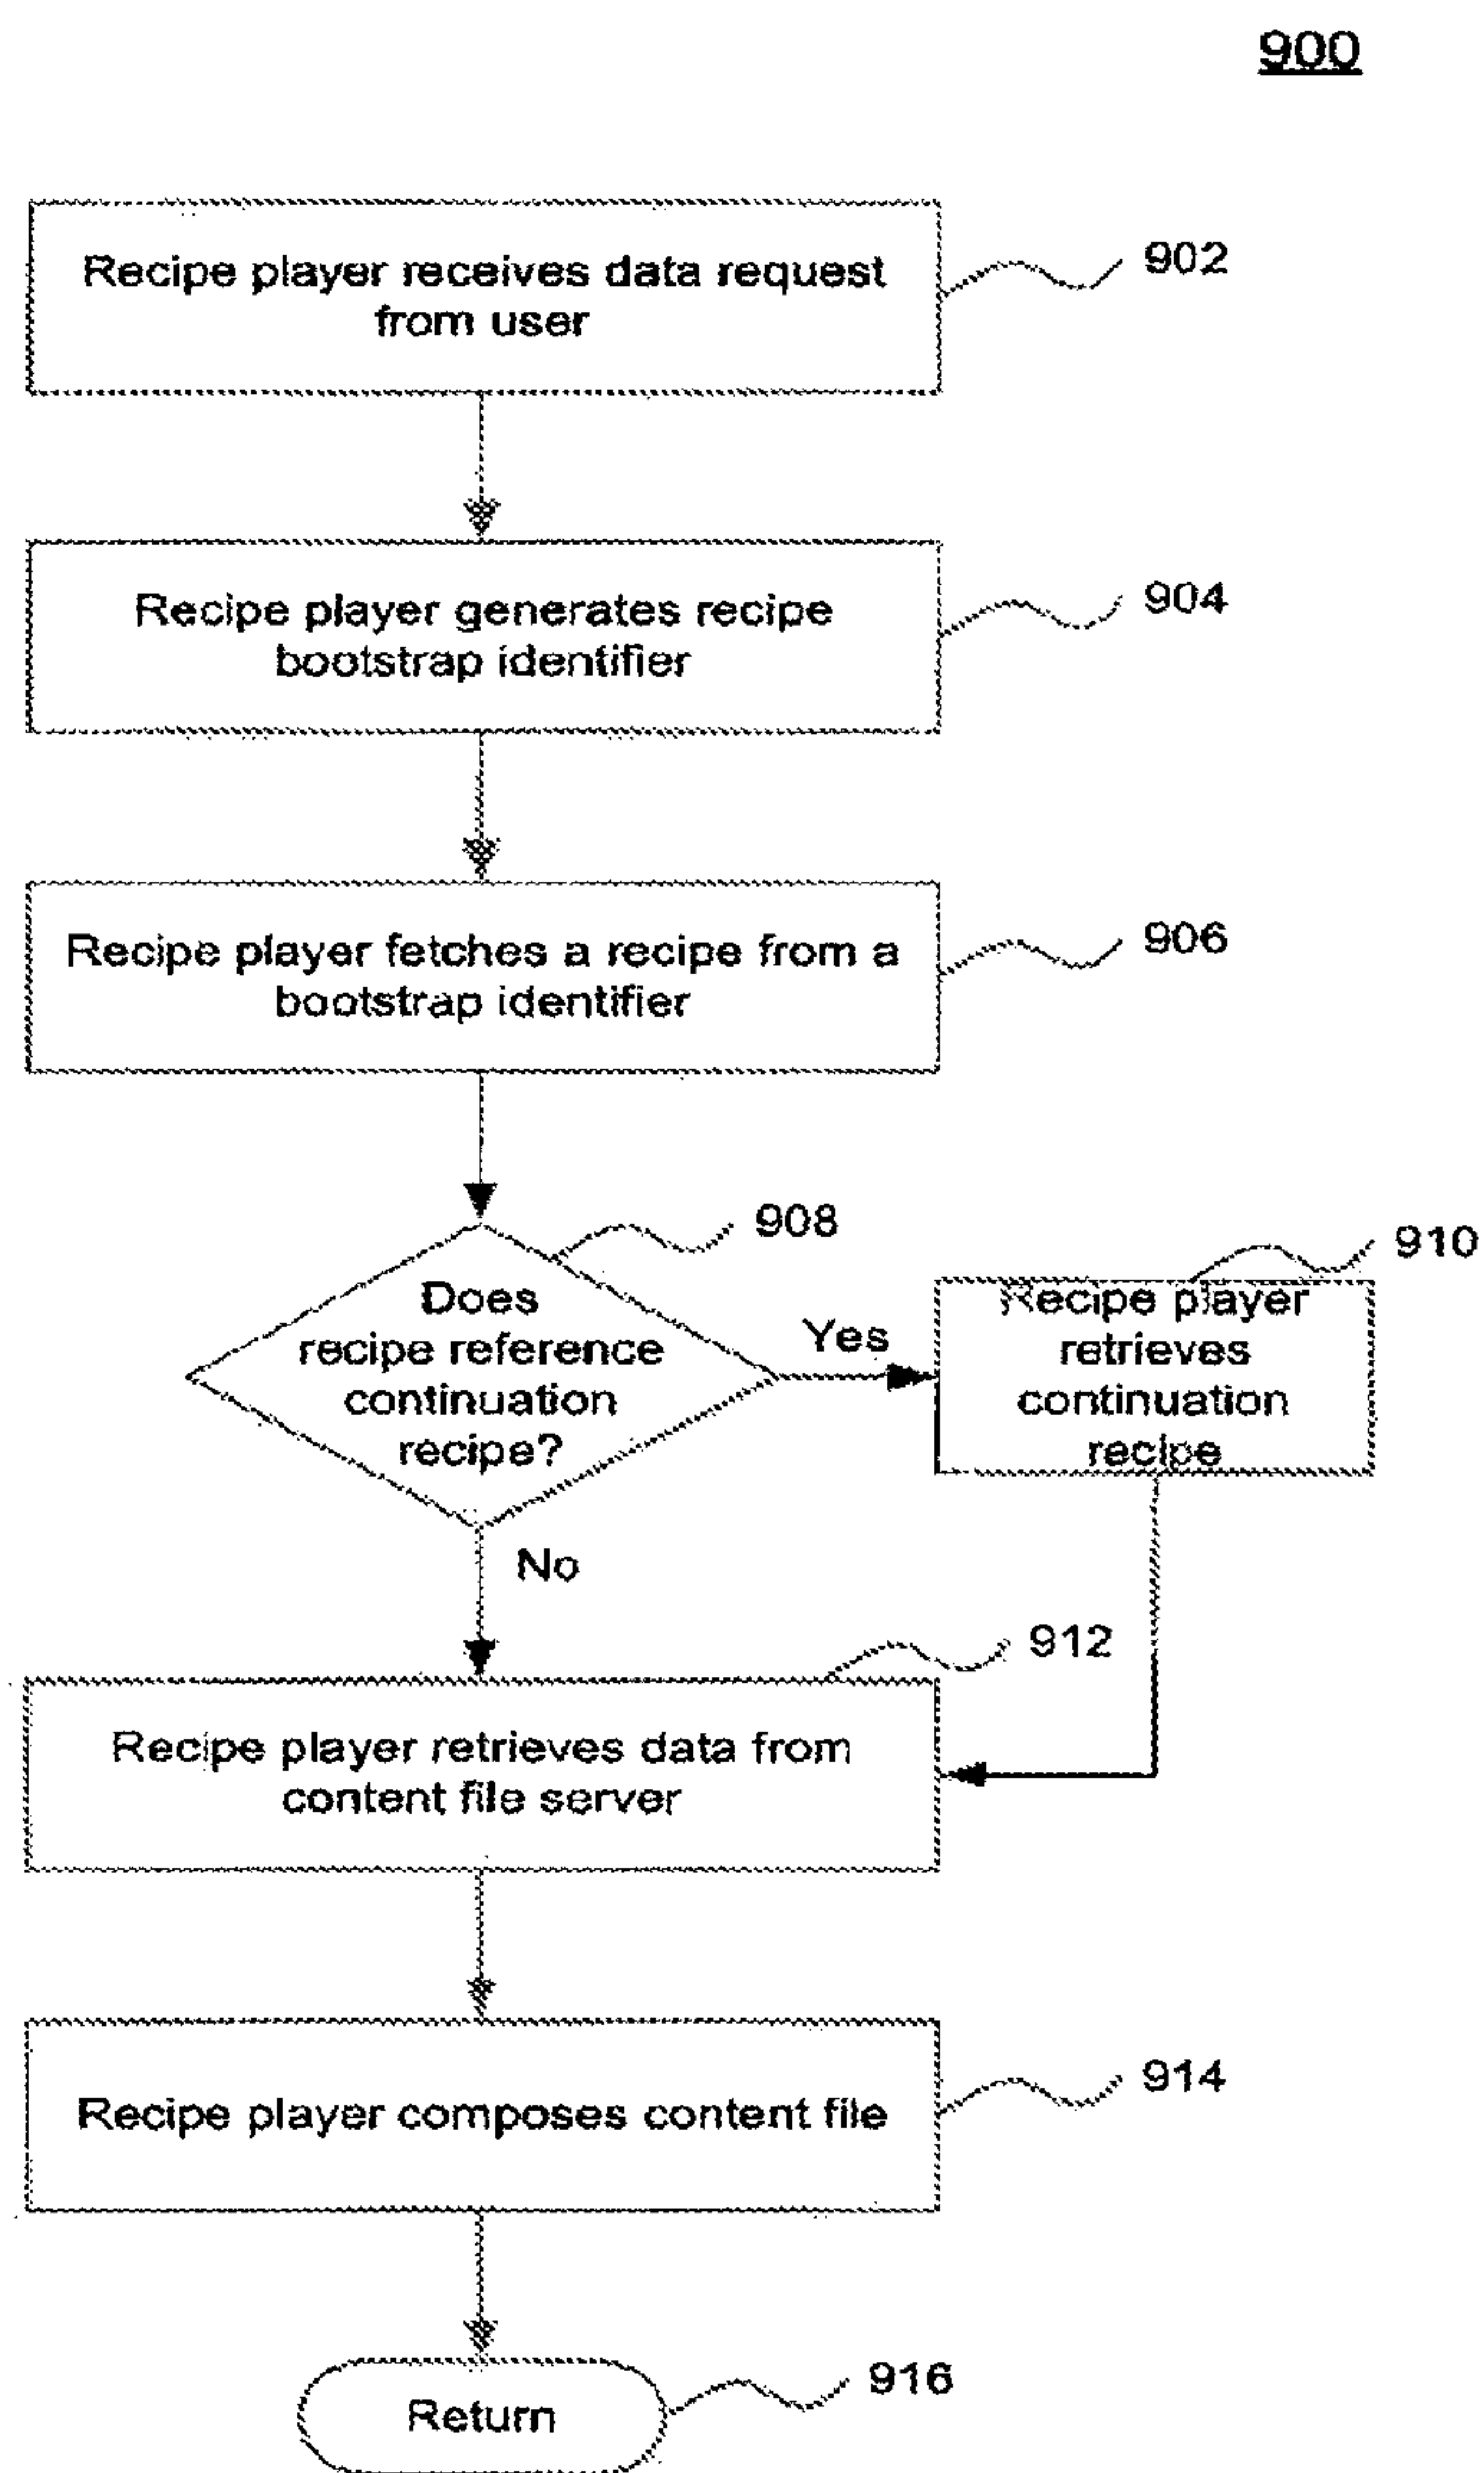 900
Recipe player receives data request
from user
902
Recipe player generates recipe
bootstrap identifier
904
Recipe player fetches a recipe from a
bootstrap identifier
906
908
Does
recipe reference
continuation
recipe?
Yes
910
Recipe player
retrieves
continuation
recipe
No
912
Recipe player retrieves data from
content file server
Recipe player composes content file
914
Return
916